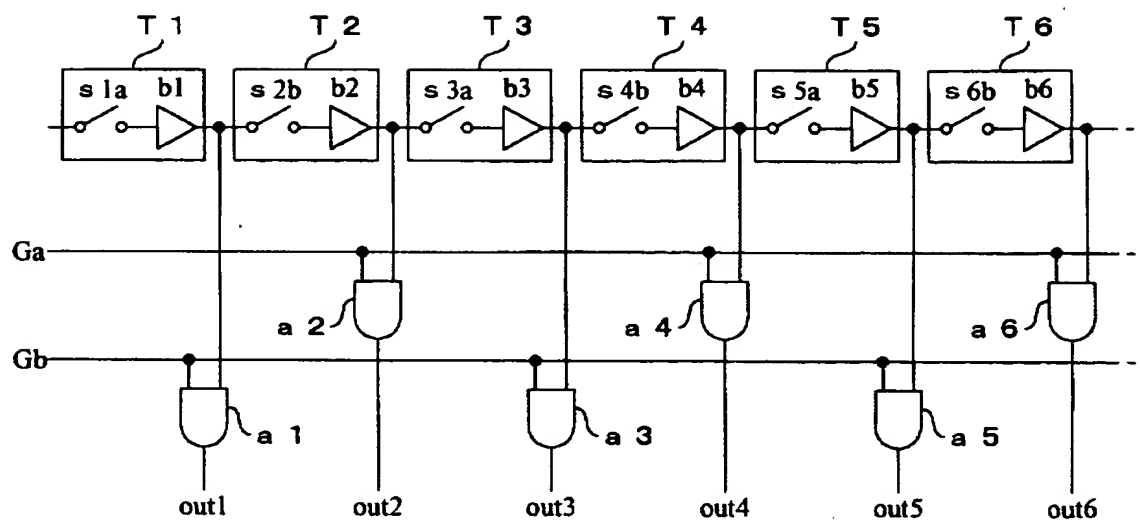 T 1 T 2 T 3 T 4 T 5 T 6
s 1a b1 s 2b b2 s 3a b3 s 4b b4 s 5a b5 s 6b b6
Ga
a 2 a 4 a 6
Gb
a 1 a 3 a 5
out1 out2 out3 out4 out5 out6